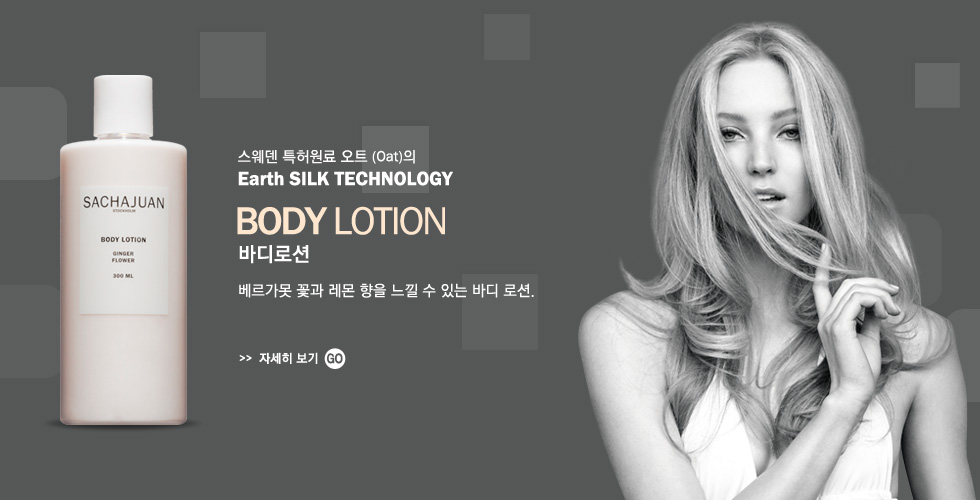 SACHAJUAN
STOCKHOLM
BODY LOTION
GINGER
FLOWER
300 ML
스웨덴 특허원료 오트 (Oat)의
Earth SILK TECHNOLOGY
BODY LOTION
바디로션
베르가못 꽃과 레몬 향을 느낄 수 있는 바디 로션.
>> 자세히 보기 GO